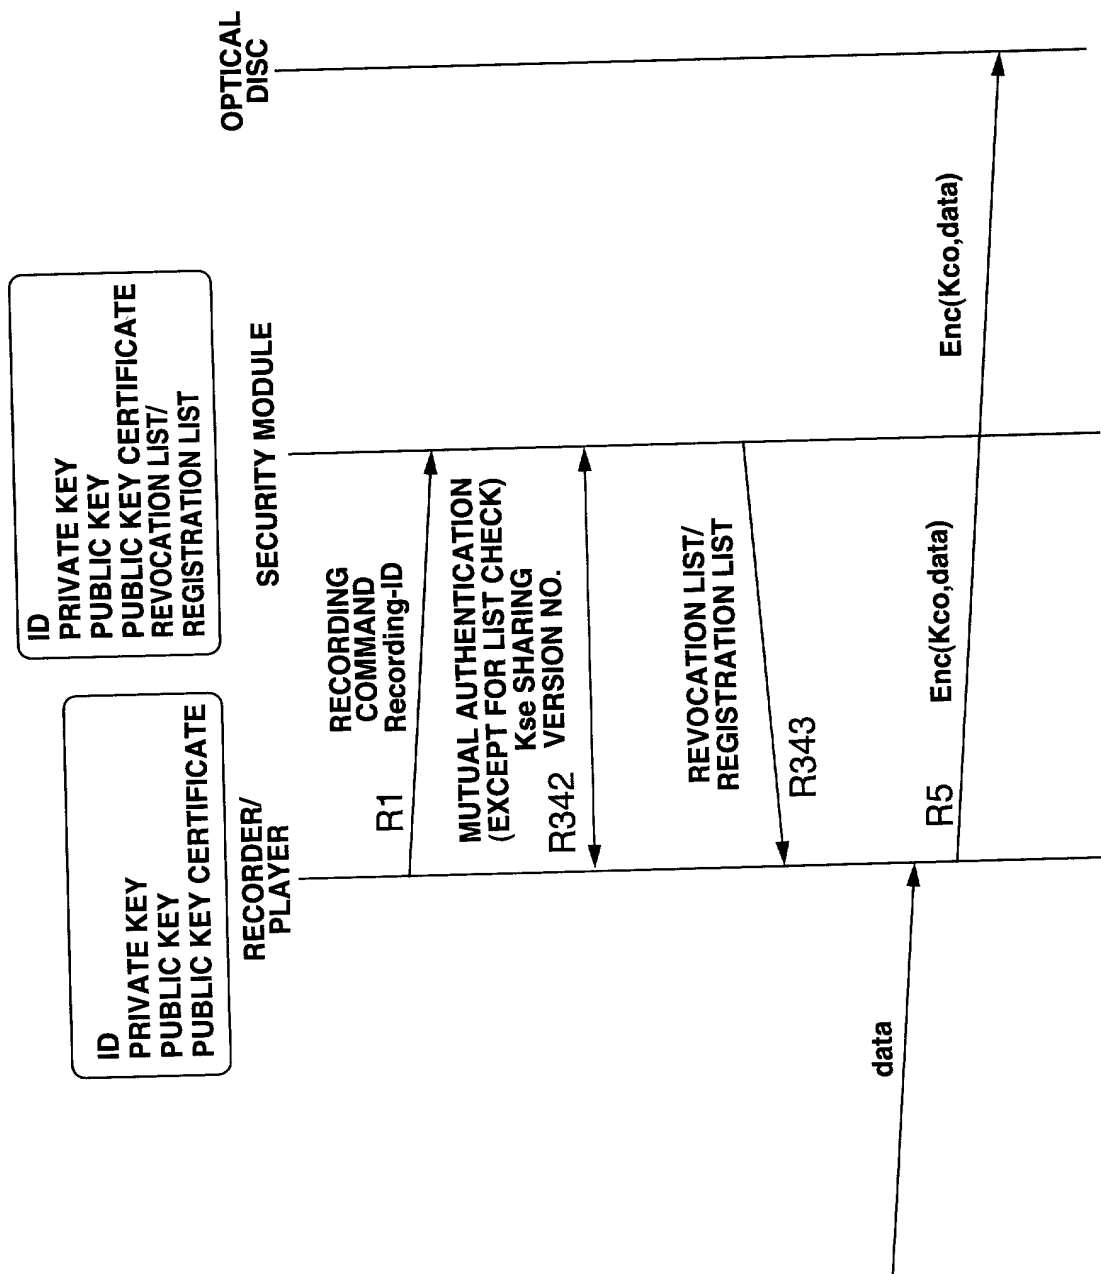 ID
PRIVATE KEY
PUBLIC KEY
PUBLIC KEY CERTIFICATE
RECORDER/
PLAYER
ID
PRIVATE KEY
PUBLIC KEY
PUBLIC KEY CERTIFICATE
REVOCATION LIST/
REGISTRATION LIST
SECURITY MODULE
OPTICAL
DISC
RECORDING
COMMAND
Recording-ID
R1
MUTUAL AUTHENTICATION
(EXCEPT FOR LIST CHECK)
Kse SHARING
VERSION NO.
R342
REVOCATION LIST/
REGISTRATION LIST
R343
data
R5
Enc(Kco,data)
Enc(Kco,data)